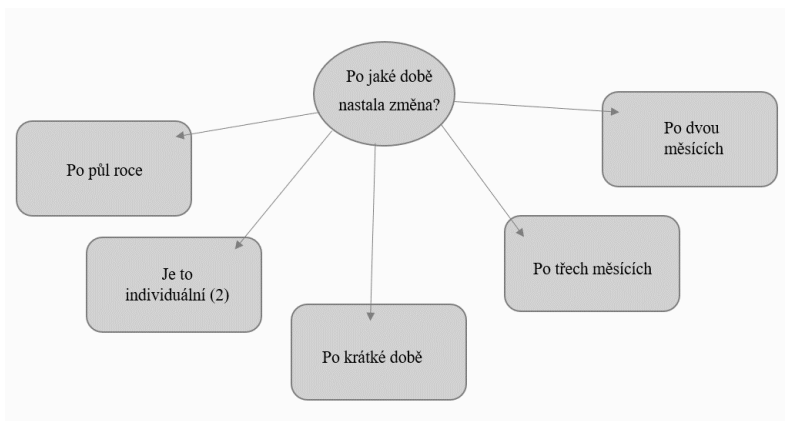 Po jaké době
nastala změna?
Po půl roce
Je to
individuální (2)
Po krátké době
Po třech měsících
Po dvou
měsících